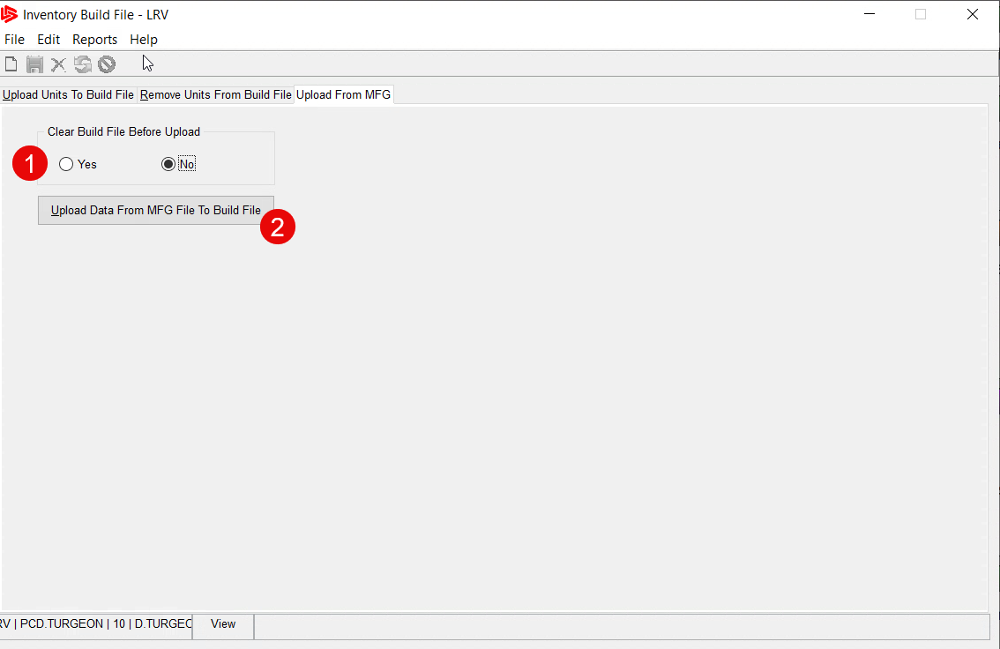 Inventory Build File - LRV
File Edit Reports Help
Upload Units To Build File Remove Units From Build File Upload From MFG
Clear Build File Before Upload
1 Yes No
Upload Data From MFG File To Build File
2
RV | PCD.TURGEON | 10 | D.TURGEO View